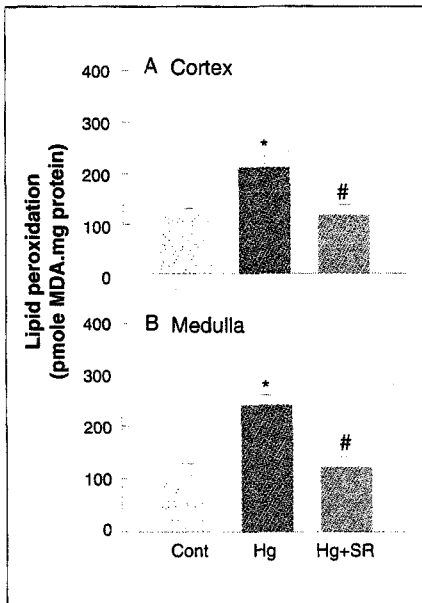 Lipid peroxidation
(pmole MDA.mg protein)
A Cortex
400
300
200
100
0
*
#
B Medulla
400
300
200
100
0
*
#
Cont Hg Hg+SR